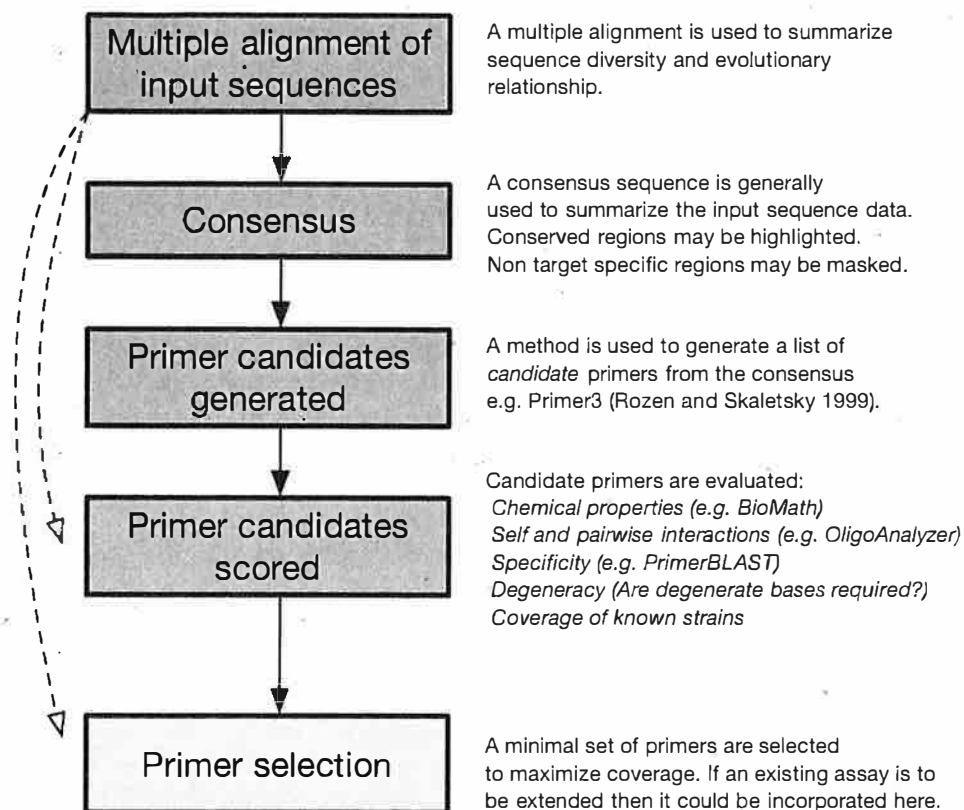 Multiple alignment of
input sequences
A multiple alignment is used to summarize
sequence diversity and evolutionary
relationship.
Consensus
A consensus sequence is generally
used to summarize the input sequence data.
Conserved regions may be highlighted.
Non target specific regions may be masked.
Primer candidates
generated
A method is used to generate a list of
candidate primers from the consensus
e.g. Primer3 (Rozen and Skaletsky 1999).
Primer candidates
scored
Candidate primers are evaluated:
Chemical properties (e.g. BioMath)
Self and pairwise interactions (e.g. OligoAnalyzer)
Specificity (e.g. PrimerBLAST)
Degeneracy (Are degenerate bases required?)
Coverage of known strains
Primer selection
A minimal set of primers are selected
to maximize coverage. If an existing assay is to
be extended then it could be incorporated here.